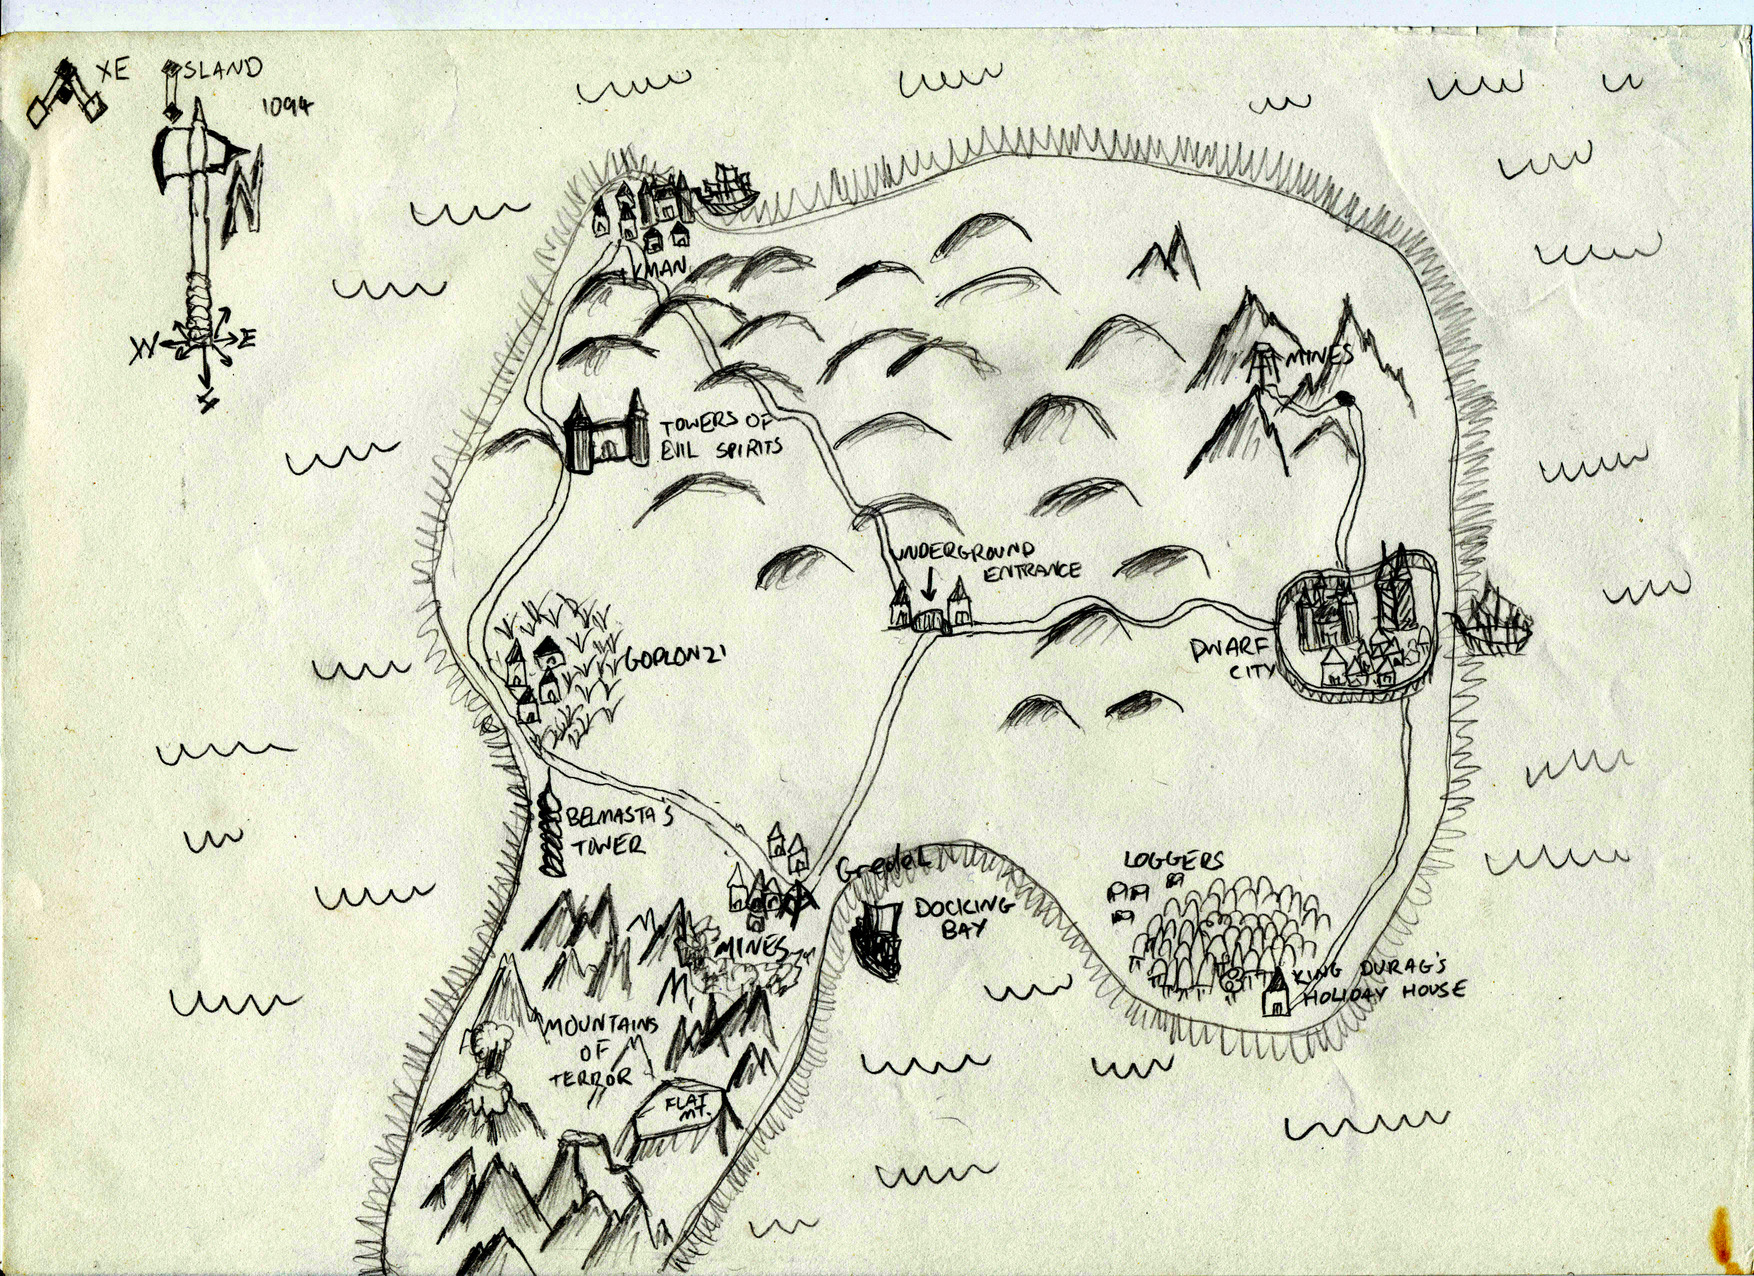 AXE ISLAND
1094
N
W E
S
KMAN
MINES
TOWERS OF
EVIL SPIRITS
UNDERGROUND
ENTRANCE
GORLONZI
DWARF
CITY
BELMASTA'S
TOWER
Gredal
LOGGERS
DOCKING
BAY
MINES
KING DURAG'S
HOLIDAY HOUSE
MOUNTAINS
OF
TERROR
FLAT
MT.